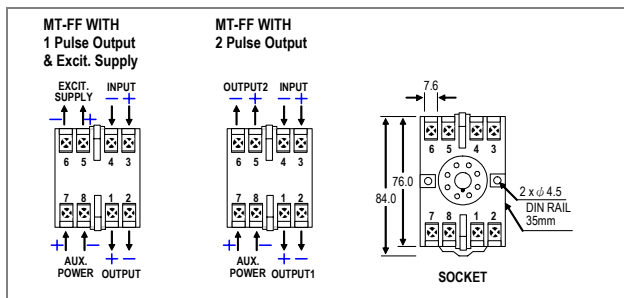 MT-FF WITH
1 Pulse Output
& Excit. Supply
EXCIT.
SUPPLY
INPUT
− + − +
6 5 4 3
7 8 1 2
+ − + −
AUX.
POWER
OUTPUT
MT-FF WITH
2 Pulse Output
OUTPUT2
INPUT
− + − +
6 5 4 3
7 8 1 2
+ − + −
AUX.
POWER
OUTPUT1
7.6
6 5 4 3
84.0
76.0
2 x ϕ 4.5
DIN RAIL
35mm
7 8 1 2
SOCKET